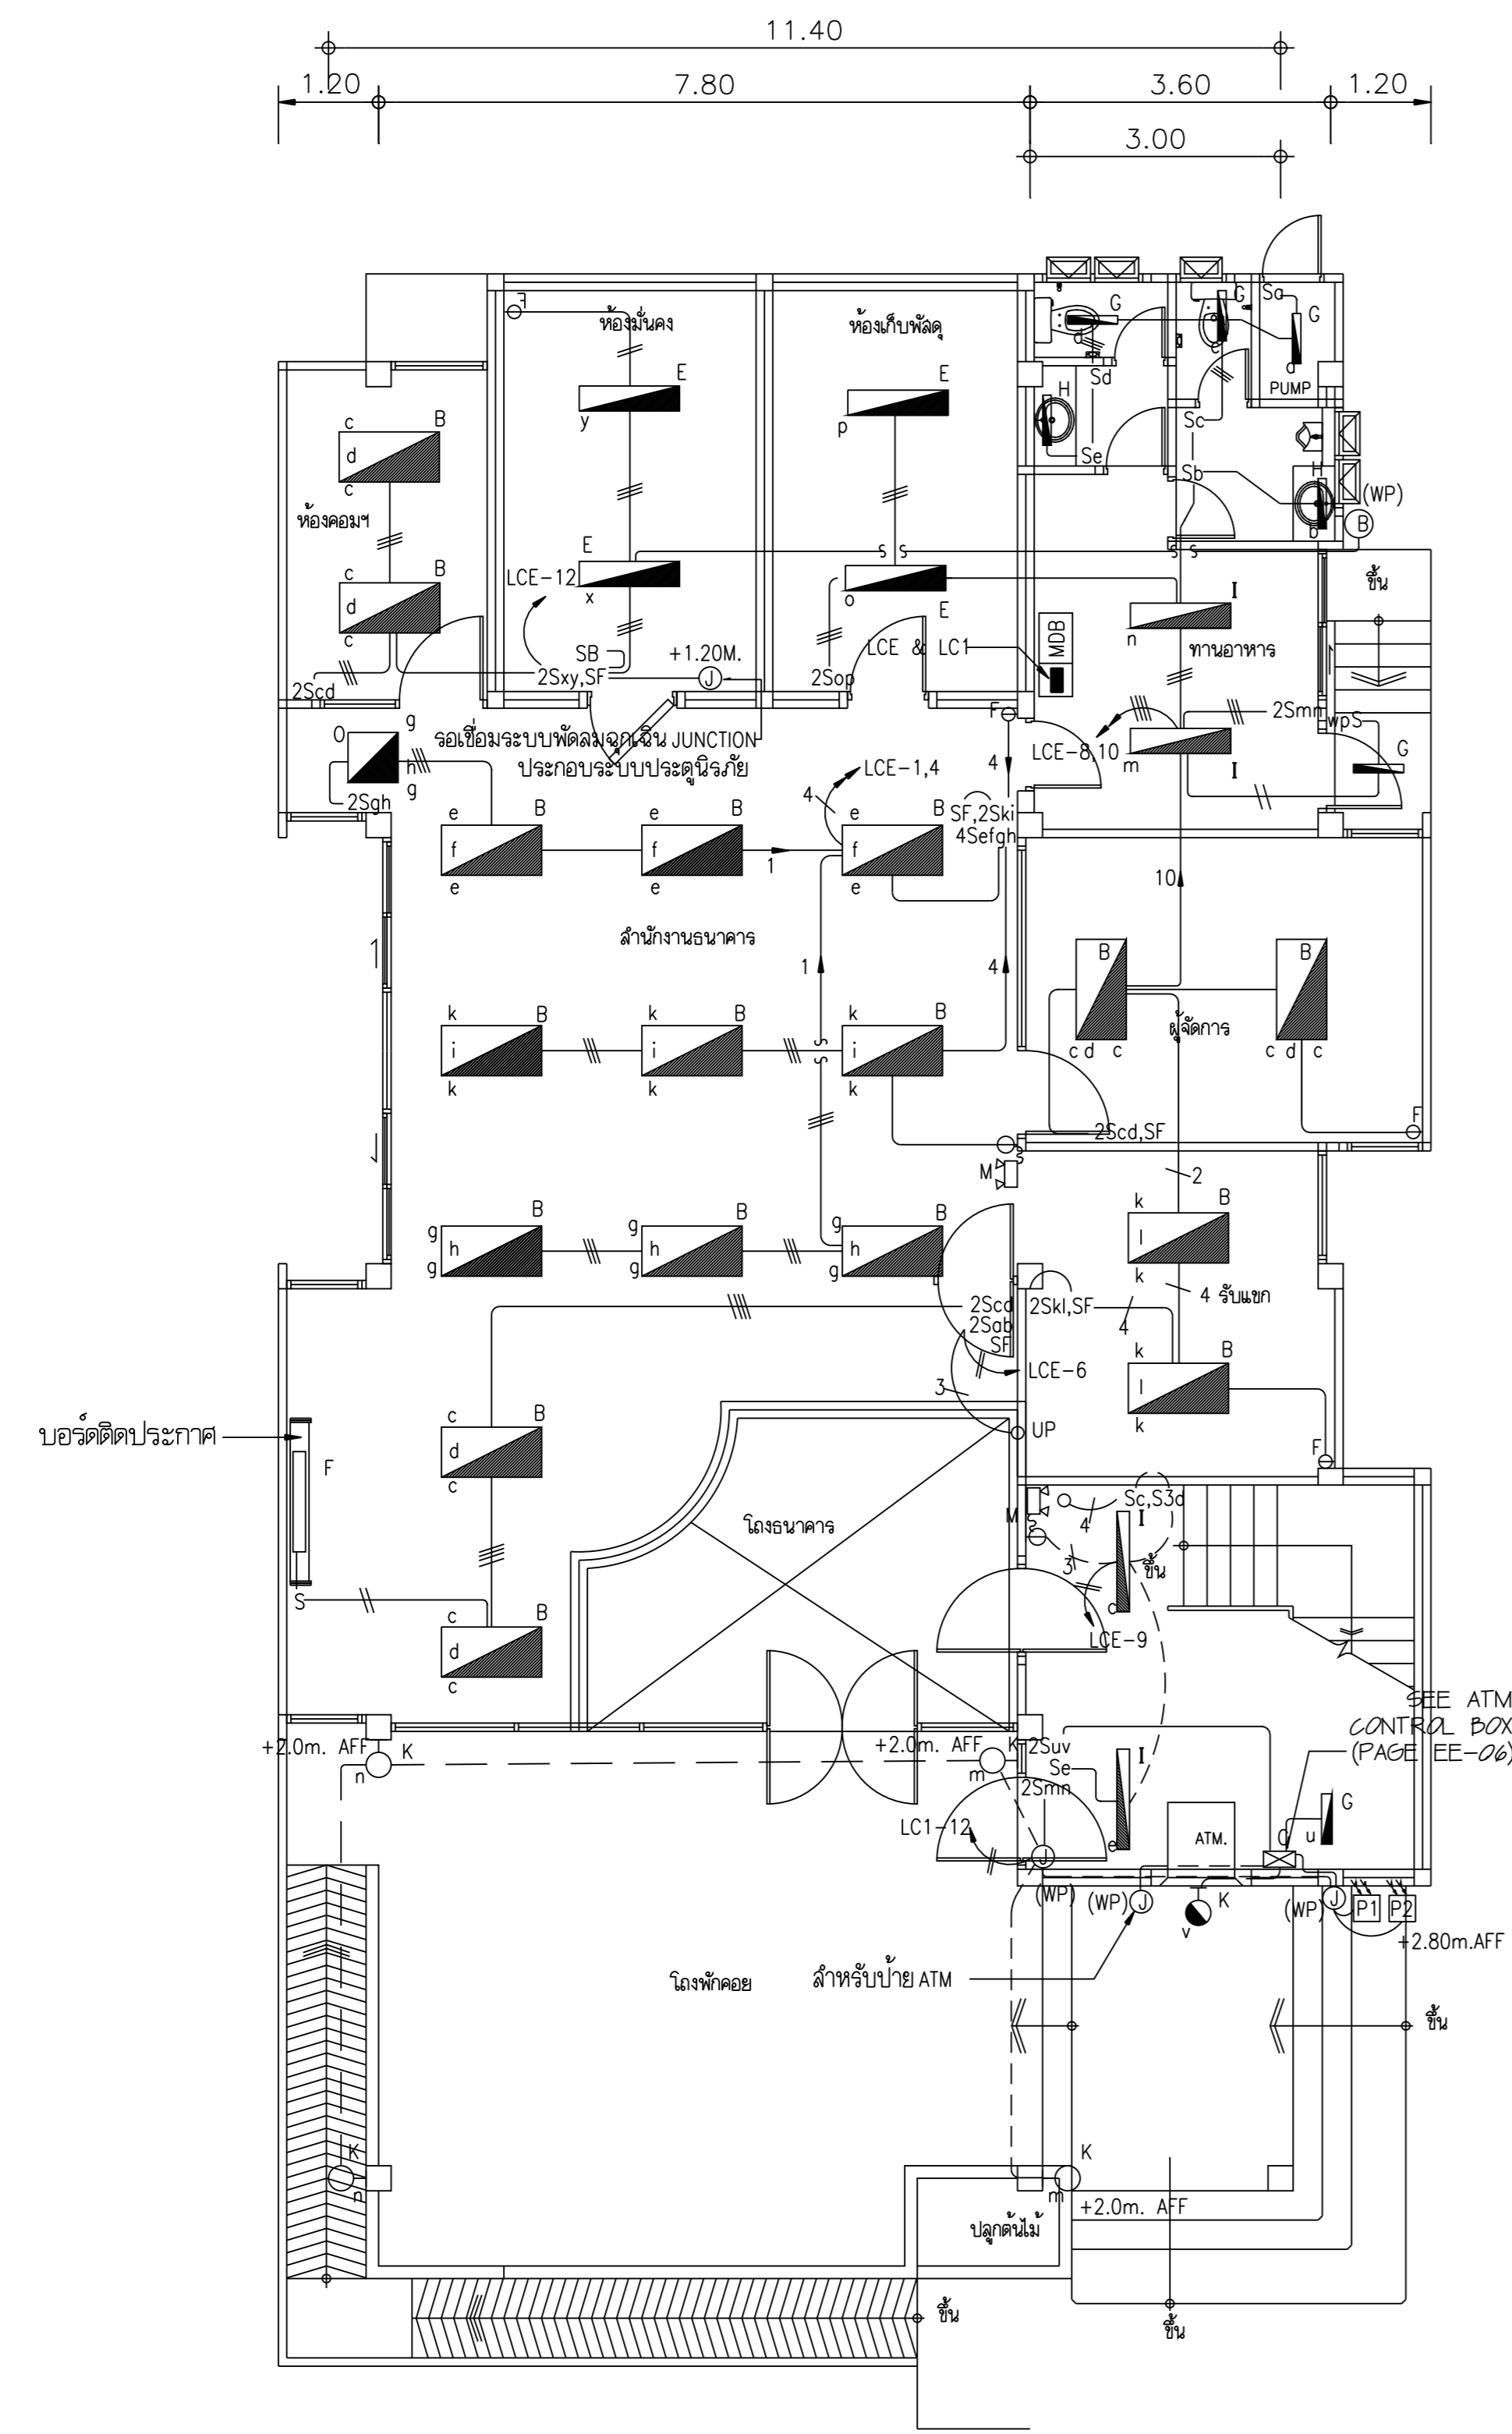 11.40
1.20 7.80 3.60 1.20
3.00
F
ห้องมั่นคง
ห้องเก็บพัสดุ
G
G
Sa
G
d
e
d
PUMP
Sd
H
Se
Sc
Sb
H
b
(WP)
B
E
y
E
p
c
B
d
c
ห้องคอมฯ
c
B
d
c
2Scd
E
LCE-12
x
SB
2Sxy,SF
+1.20M.
J
o
E
2Sop
LCE & LC1
MDB
I
n
ทานอาหาร
ขึ้น
2Smn
wpS
LCE-8,10
m
I
G
F
4
รอเชื่อมระบบพัดลมฉุกเฉิน JUNCTION
ประกอบระบบประตูนิรภัย
O
g
h
g
2Sgh
LCE-1,4
4
SF,2Ski
4Sefgh
e B e B e B
f f f
e e e
1
10
สำนักงานธนาคาร
1
4
B B
ผู้จัดการ
c d c c d c
k B k B k B
i i i
k k k
2Scd,SF
F
M
2
g B B g B
h g h h
g g g
k B
l
k
4 รับแขก
2Scd
2Sab
SF
2Skl,SF
4
LCE-6
3
UP
k B
l
k
F
บอร์ดติดประกาศ
F
c B
d
c
โถงธนาคาร
M
Sc,S3d
4
I
3
ขึ้น
c
LCE-9
S
c B
d
c
SEE ATM
CONTROL BOX
(PAGE EE-06)
+2.0m. AFF
K
n
+2.0m. AFF
K
m
2Suv
Se
2Smn
I
e
LC1-12
J
(WP)
ATM.
G
u
(WP)
J
K
v
(WP)
J
P1 P2
+2.80m.AFF
โถงพักคอย
สำหรับป้าย ATM
ขึ้น
K
n
K
m
+2.0m. AFF
ปลูกต้นไม้
ขึ้น
ขึ้น